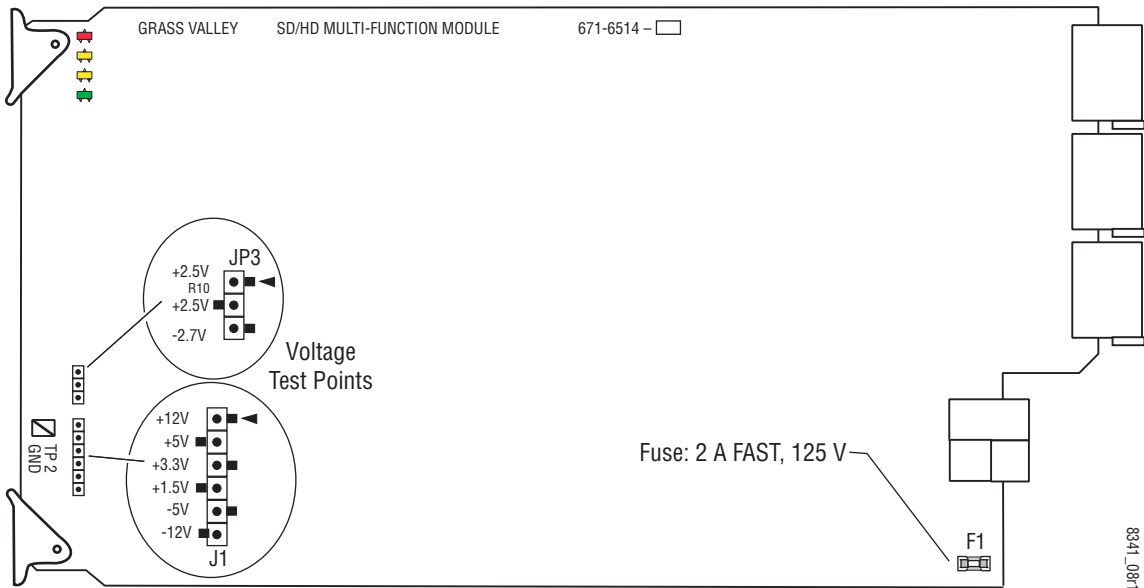 GRASS VALLEY SD/HD MULTI-FUNCTION MODULE 671-6514 –
JP3
+2.5V
R10
+2.5V
-2.7V
Voltage
Test Points
+12V
+5V
+3.3V
+1.5V
-5V
-12V
J1
TP 2
GND
Fuse: 2 A FAST, 125 V
F1